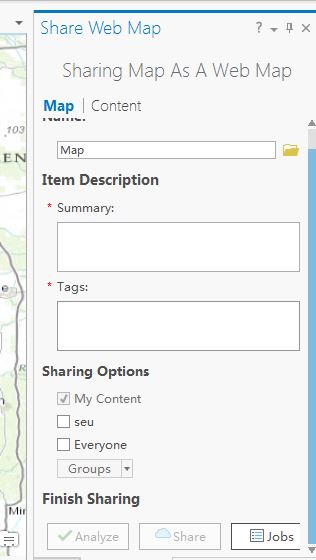 Share Web Map
?
Sharing Map As A Web Map
Map | Content
Name:
103
EN
Map
Item Description
* Summary:
* Tags:
Sharing Options
My Content
seu
Everyone
Groups
Finish Sharing
Mir
Analyze
Share
Jobs